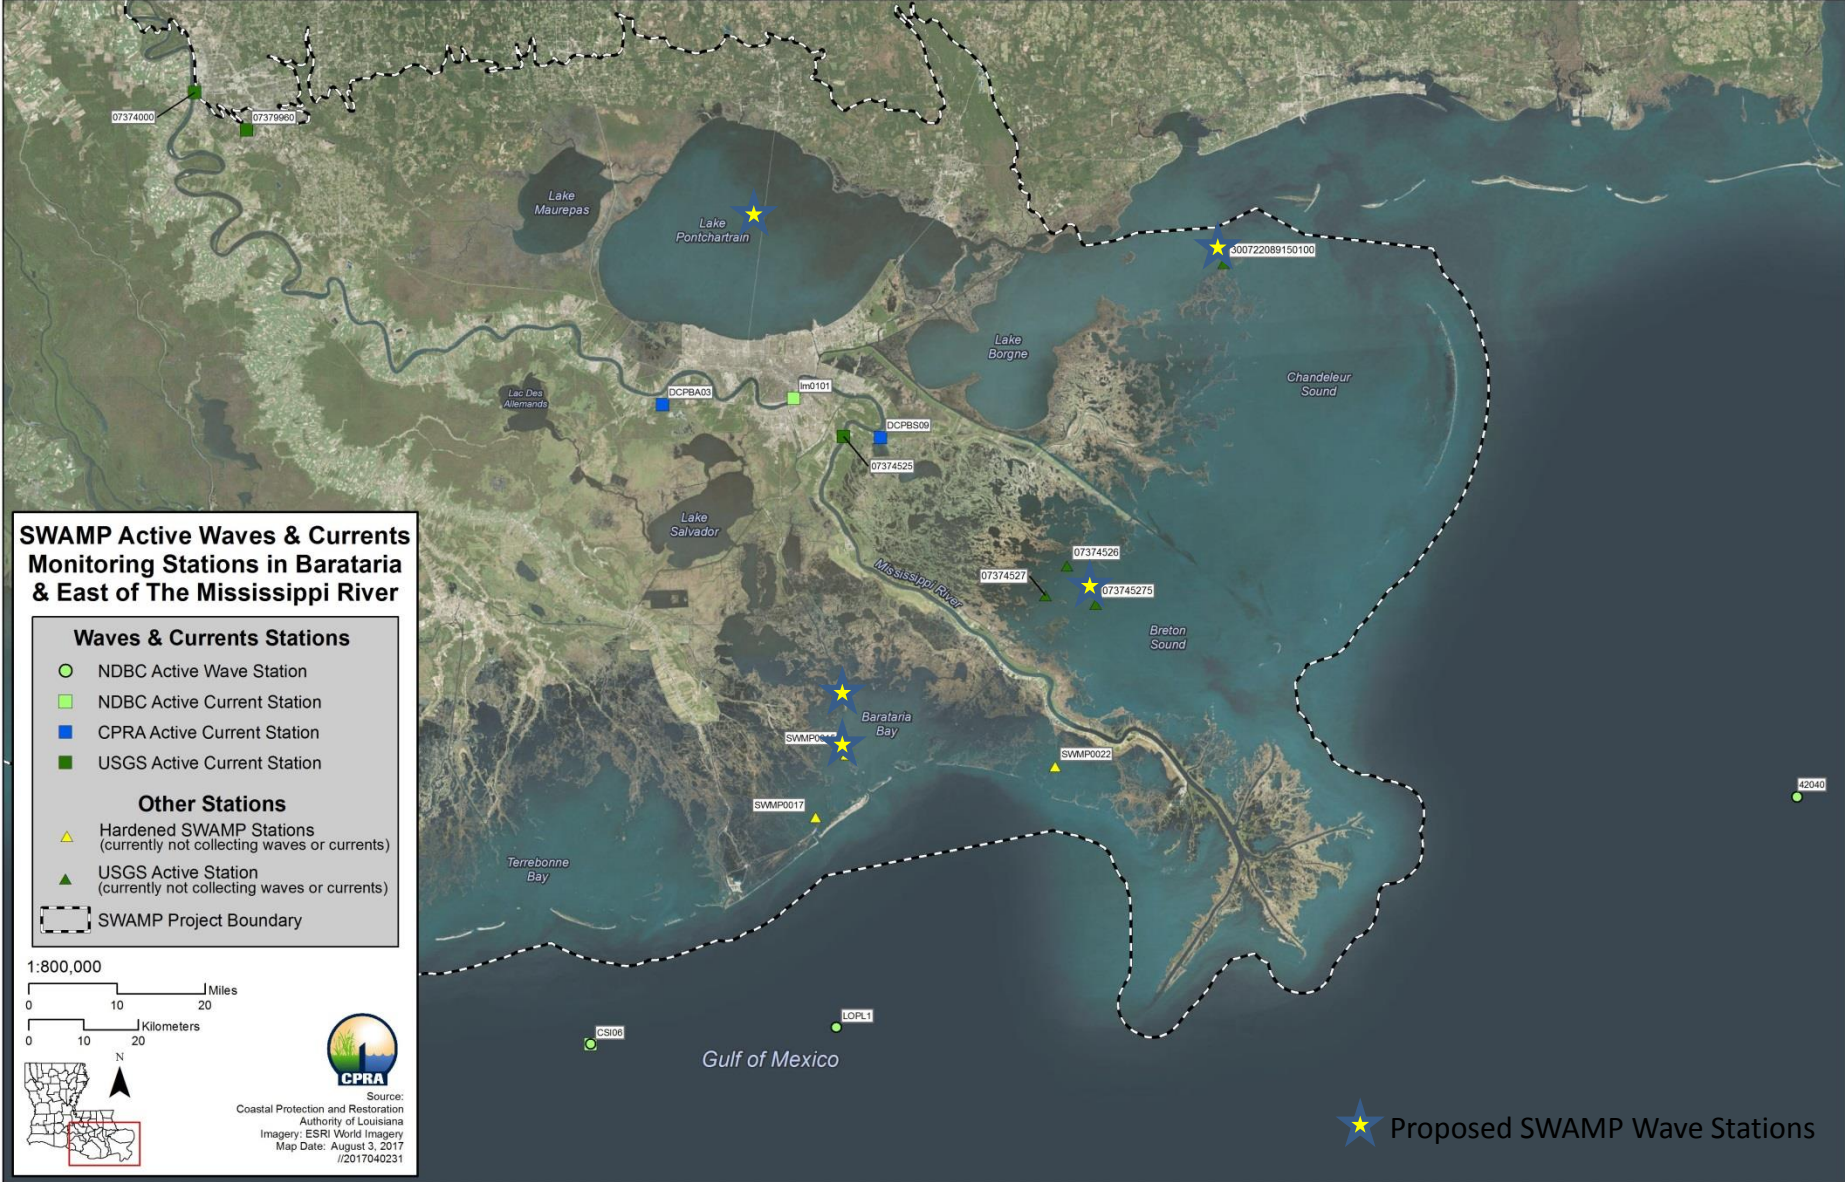 07374000
07379960
Lake
Maurepas
Lake
Pontchartrain
300722089150100
Lake
Borgne
Chandeleur
Sound
Lac Des
Allemands
DCPBA03
lm0101
DCPBS09
07374525
Lake
Salvador
Mississippi River
07374526
07374527
073745275
Breton
Sound
Barataria
Bay
SWMP0022
SWMP0017
Terrebonne
Bay
42040
LOPL1
CSI06
Gulf of Mexico
SWAMP Active Waves & Currents
Monitoring Stations in Barataria
& East of The Mississippi River
Waves & Currents Stations
NDBC Active Wave Station
NDBC Active Current Station
CPRA Active Current Station
USGS Active Current Station
Other Stations
Hardened SWAMP Stations
(currently not collecting waves or currents)
USGS Active Station
(currently not collecting waves or currents)
SWAMP Project Boundary
1:800,000
Miles
0 10 20
Kilometers
0 10 20
N
CPRA
Source:
Coastal Protection and Restoration
Authority of Louisiana
Imagery: ESRI World Imagery
Map Date: August 3, 2017
//2017040231
Proposed SWAMP Wave Stations